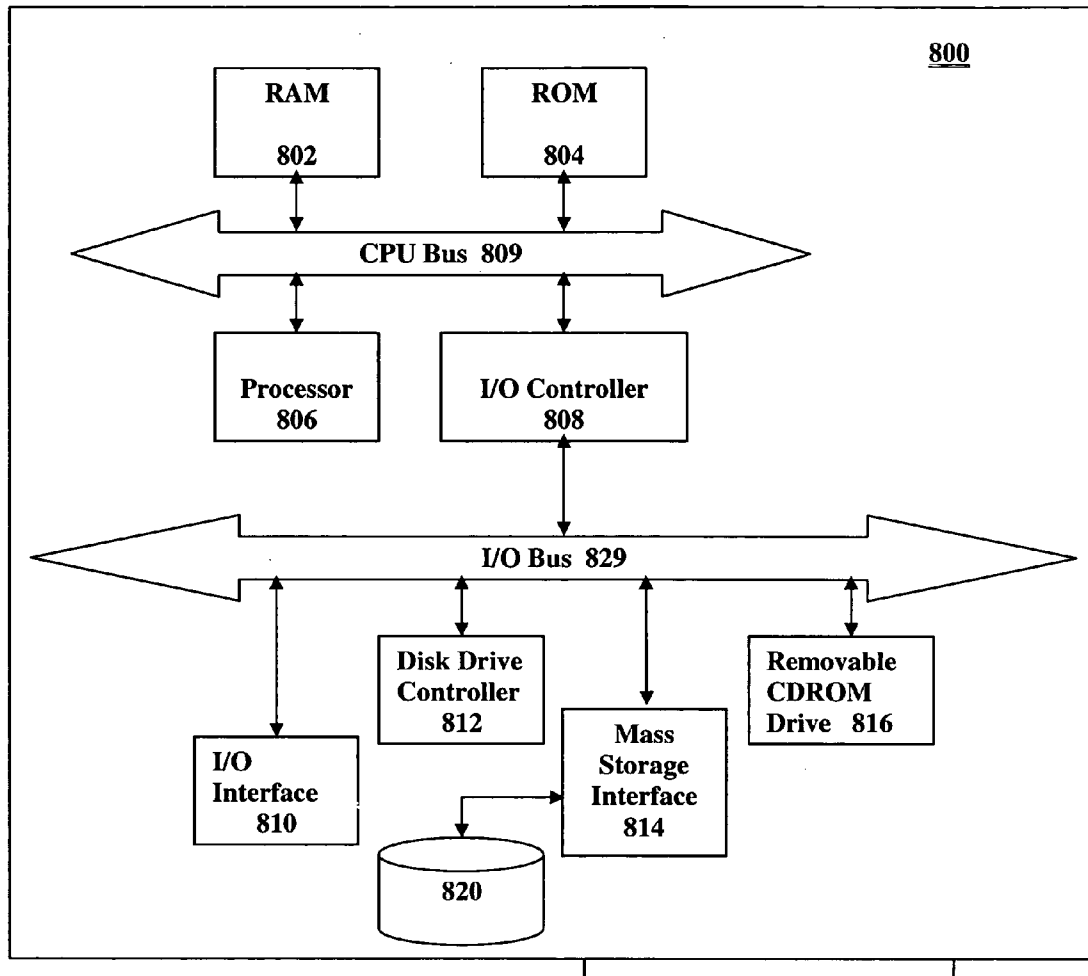 800
RAM
802
ROM
804
CPU Bus 809
Processor
806
I/O Controller
808
I/O Bus 829
I/O
Interface
810
Disk Drive
Controller
812
Mass
Storage
Interface
814
Removable
CDROM
Drive 816
820